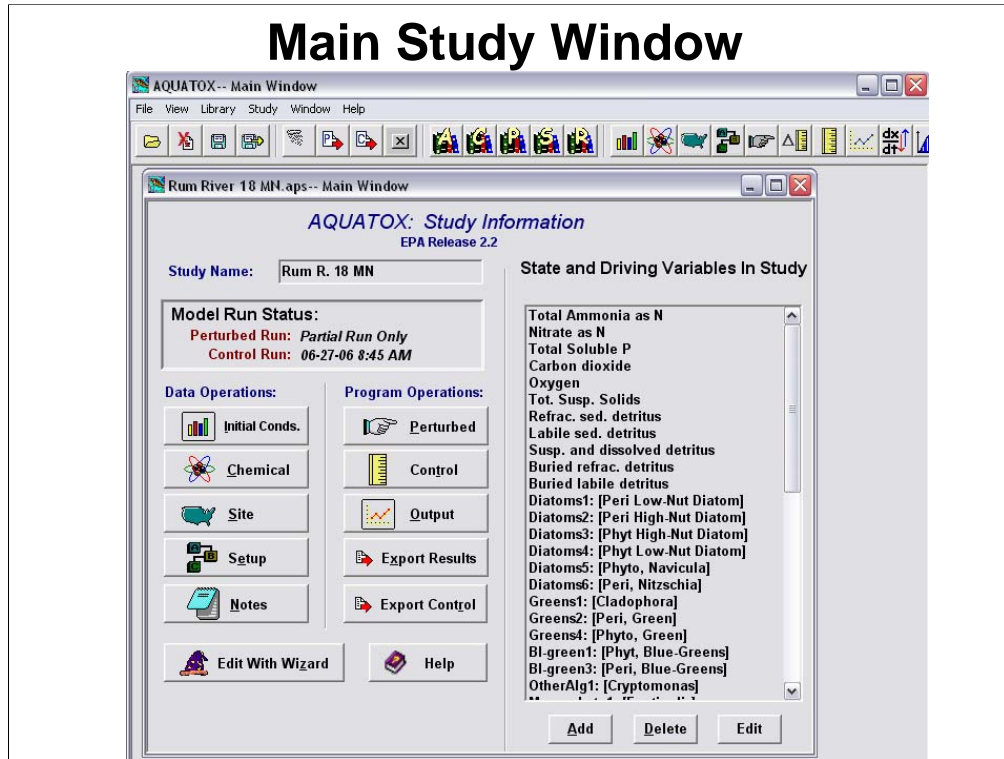 Main Study Window
AQUATOX-- Main Window
File View Library Study Window Help
P C
A C P S R
dx
dt
Rum River 18 MN.aps-- Main Window
AQUATOX: Study Information
EPA Release 2.2
Study Name: Rum R. 18 MN
Model Run Status:
Perturbed Run: Partial Run Only
Control Run: 06-27-06 8:45 AM
Data Operations:
Initial Conds.
Chemical
Site
A B C
Setup
Notes
Program Operations:
Perturbed
Control
Output
Export Results
Export Control
Edit With Wizard
Help
State and Driving Variables In Study
Total Ammonia as N
Nitrate as N
Total Soluble P
Carbon dioxide
Oxygen
Tot. Susp. Solids
Refrac. sed. detritus
Labile sed. detritus
Susp. and dissolved detritus
Buried refrac. detritus
Buried labile detritus
Diatoms1: [Peri Low-Nut Diatom]
Diatoms2: [Peri High-Nut Diatom]
Diatoms3: [Phyt High-Nut Diatom]
Diatoms4: [Phyt Low-Nut Diatom]
Diatoms5: [Phyto, Navicula]
Diatoms6: [Peri, Nitzschia]
Greens1: [Cladophora]
Greens2: [Peri, Green]
Greens4: [Phyto, Green]
Bl-green1: [Phyt, Blue-Greens]
Bl-green3: [Peri, Blue-Greens]
OtherAlg1: [Cryptomonas]
Add Delete Edit